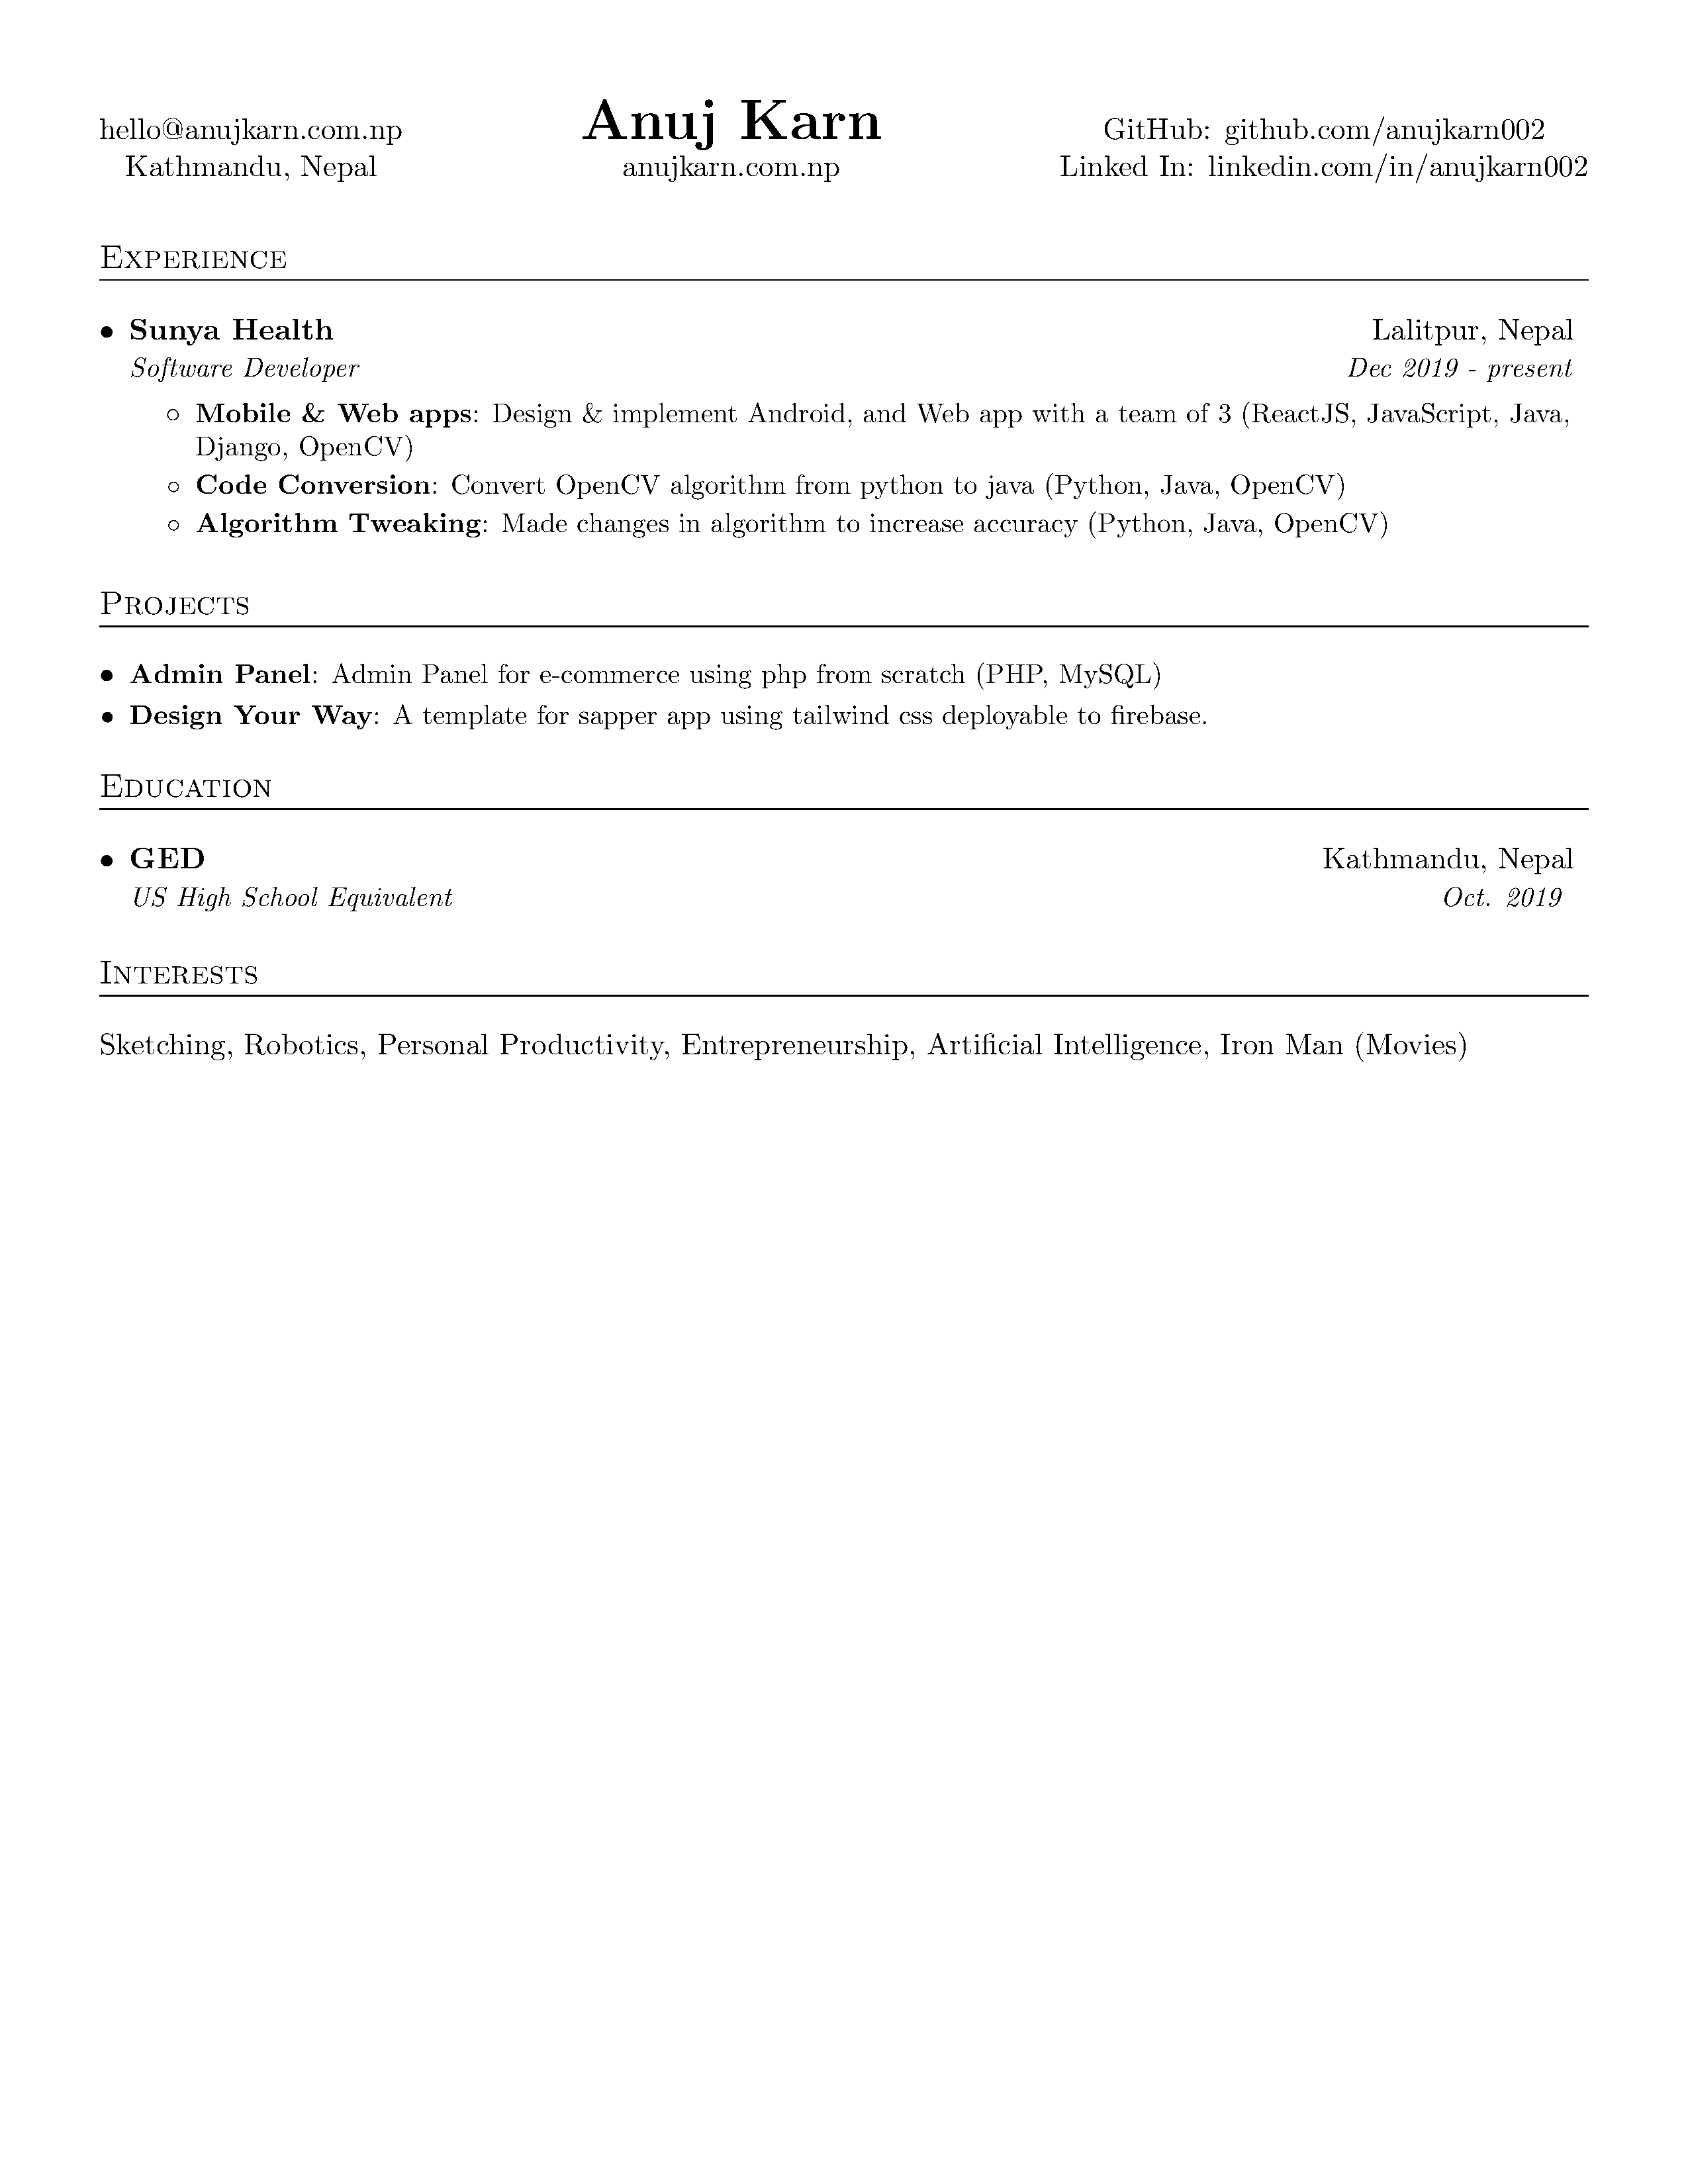 hello@anujkarn.com.np
Kathmandu, Nepal
Anuj Karn
anujkarn.com.np
GitHub: github.com/anujkarn002
Linked In: linkedin.com/in/anujkarn002
Experience
• Sunya Health Lalitpur, Nepal
Software Developer Dec 2019 - present
◦ Mobile & Web apps: Design & implement Android, and Web app with a team of 3 (ReactJS, JavaScript, Java,
Django, OpenCV)
◦ Code Conversion: Convert OpenCV algorithm from python to java (Python, Java, OpenCV)
◦ Algorithm Tweaking: Made changes in algorithm to increase accuracy (Python, Java, OpenCV)
Projects
• Admin Panel: Admin Panel for e-commerce using php from scratch (PHP, MySQL)
• Design Your Way: A template for sapper app using tailwind css deployable to firebase.
Education
• GED Kathmandu, Nepal
US High School Equivalent Oct. 2019
Interests
Sketching, Robotics, Personal Productivity, Entrepreneurship, Artificial Intelligence, Iron Man (Movies)